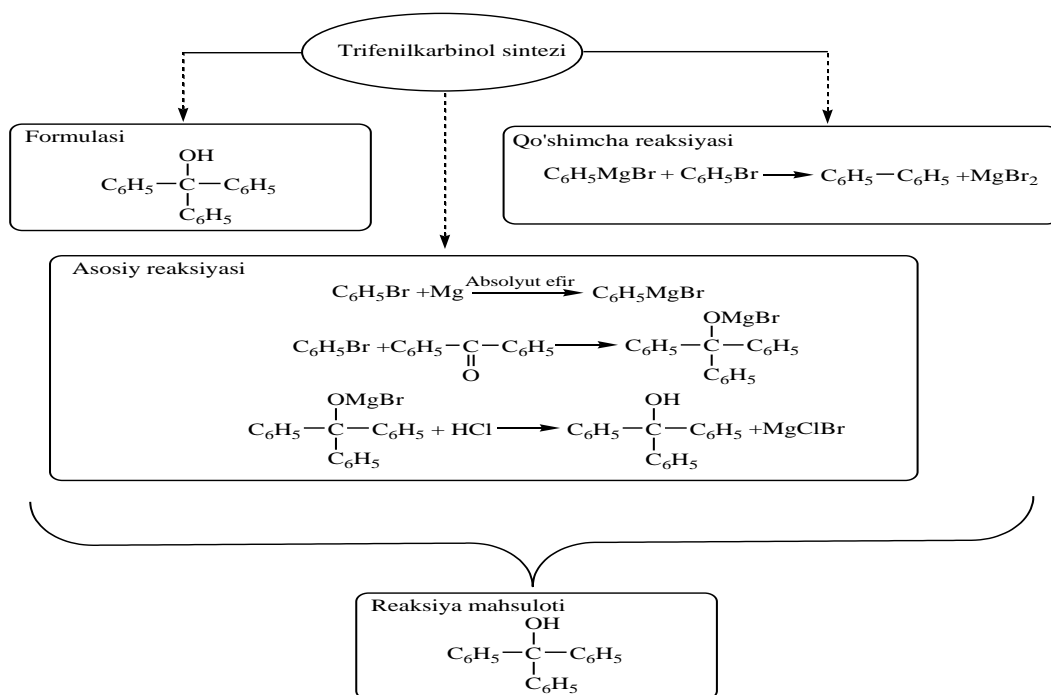 Trifenilkarbinol sintezi
Formulasi
OH
C₆H₅—C—C₆H₅
C₆H₅
Qo'shimcha reaksiyasi
C₆H₅MgBr + C₆H₅Br ⟶ C₆H₅—C₆H₅ +MgBr₂
Asosiy reaksiyasi
Absolyut efir
C₆H₅Br +Mg ⟶ C₆H₅MgBr
OMgBr
C₆H₅Br +C₆H₅—C—C₆H₅ ⟶ C₆H₅—C—C₆H₅
O
C₆H₅
OMgBr OH
C₆H₅—C—C₆H₅ + HCl ⟶ C₆H₅—C—C₆H₅ +MgClBr
C₆H₅ C₆H₅
Reaksiya mahsuloti
OH
C₆H₅—C—C₆H₅
C₆H₅